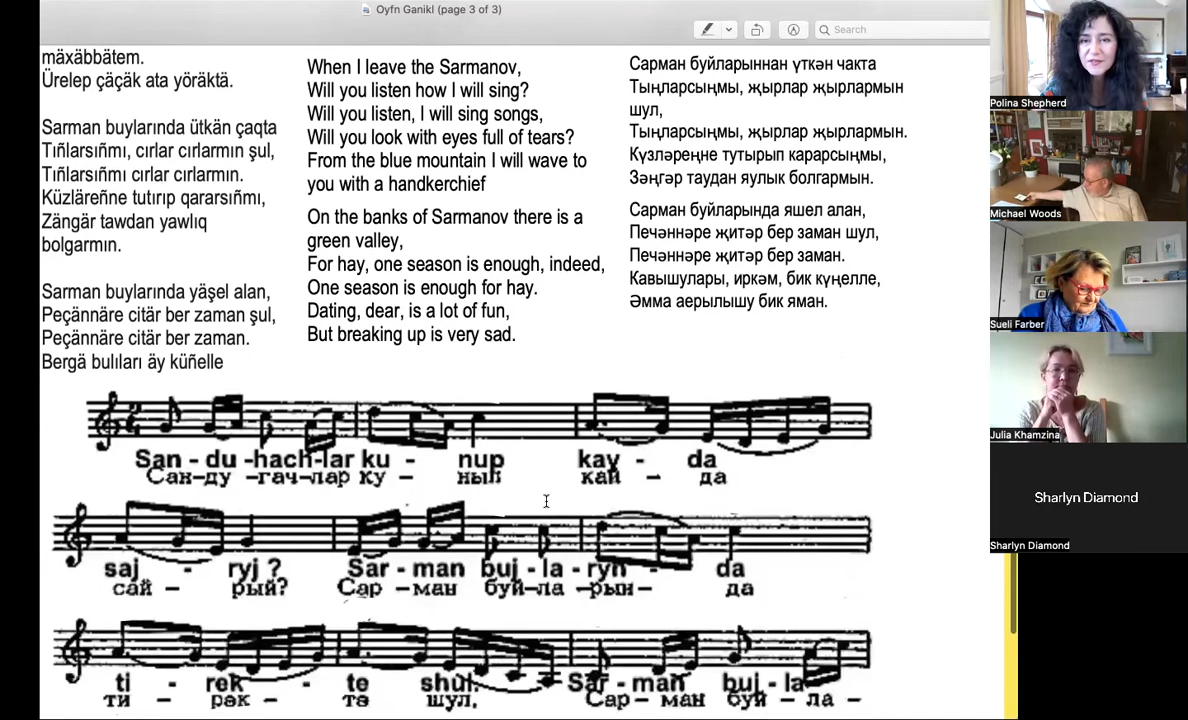 Oyfn Ganikl (page 3 of 3)
Search
mäxäbbätem.
Ürelep çäçäk ata yöräktä.
Sarman buylarında ütkän çaqta
Tıñlarsıñmı, cırlar cırlarmın şul,
Tıñlarsıñmı cırlar cırlarmın.
Küzläreñne tutırıp qararsıñmı,
Zäñgär tawdan yawlıq
bolgarmın.
Sarman buylarında yäşel alan,
Peçännäre citär ber zaman şul,
Peçännäre citär ber zaman.
Bergä bulıları äy küñelle
When I leave the Sarmanov,
Will you listen how I will sing?
Will you listen, I will sing songs,
Will you look with eyes full of tears?
From the blue mountain I will wave to
you with a handkerchief
On the banks of Sarmanov there is a
green valley,
For hay, one season is enough, indeed,
One season is enough for hay.
Dating, dear, is a lot of fun,
But breaking up is very sad.
Сарман буйларыннан үткән чакта
Тыңларсыңмы, җырлар җырлармын
шул,
Тыңларсыңмы, җырлар җырлармын.
Күзләреңне тутырып карарсыңмы,
Зәңгәр таудан яулык болгармын.
Сарман буйларында яшел алан,
Печәннәре җитәр бер заман шул,
Печәннәре җитәр бер заман.
Кавышулары, иркәм, бик күңелле,
Әмма аерылышу бик яман.
San - du -hach-lar ku - nup kay - da
Сан-ду -гач-лар ку - нып кай - да
saj - ryj ? Sar - man buj - la - ryn - da
сай - рый? Сар -ман буй-ла -рын- да
ti - rek - te shul. Sar - man buj - la
ти - рәк - тә шул, Сар - ман буй - ла -
Polina Shepherd
Michael Woods
Sueli Farber
Julia Khamzina
Sharlyn Diamond
Sharlyn Diamond